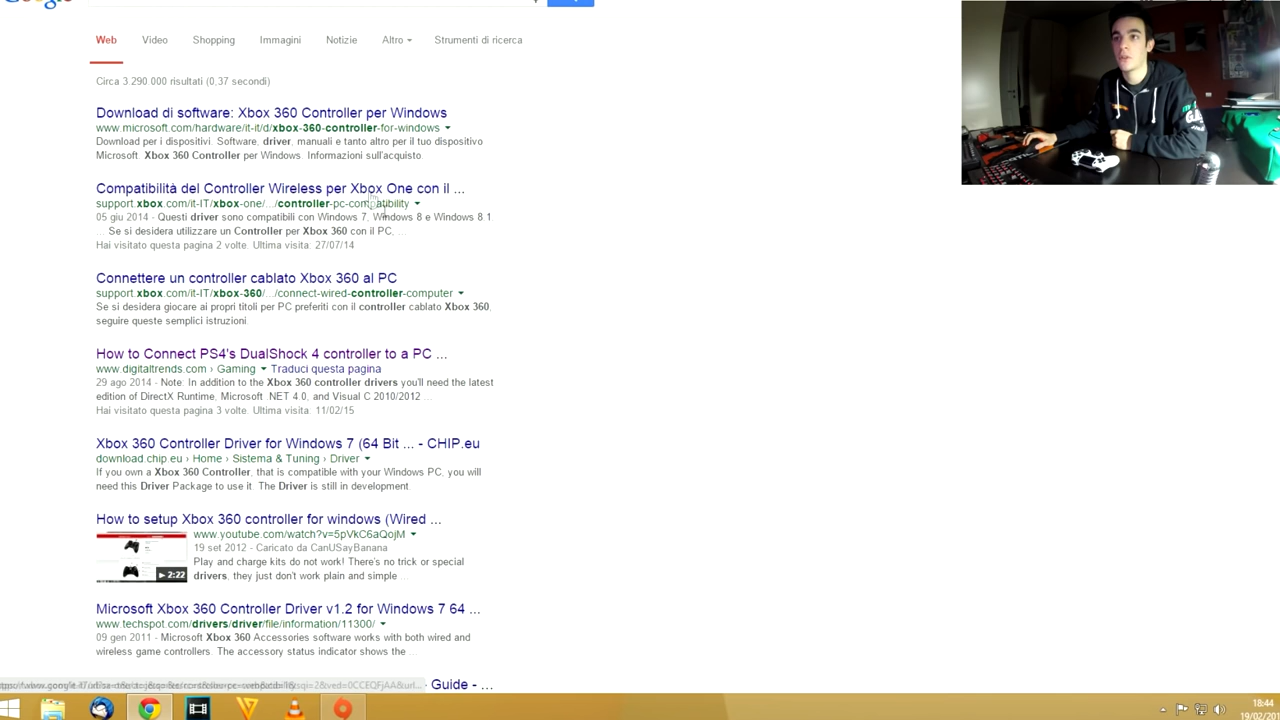 Google
Web Video Shopping Immagini Notizie Altro Strumenti di ricerca
Circa 3 290 000 risultati (0,37 secondi)
Download di software: Xbox 360 Controller per Windows
www.microsoft.com/hardware/it-it/d/xbox-360-controller-for-windows
Download per i dispositivi. Software, driver, manuali e tanto altro per il tuo dispositivo
Microsoft Xbox 360 Controller per Windows. Informazioni sull'acquisto.
Compatibilità del Controller Wireless per Xbox One con il ...
support.xbox.com/it-IT/xbox-one/.../controller-pc-compatibility
05 giu 2014 - Questi driver sono compatibili con Windows 7, Windows 8 e Windows 8 1
... Se si desidera utilizzare un Controller per Xbox 360 con il PC, ...
Hai visitato questa pagina 2 volte. Ultima visita: 27/07/14
Connettere un controller cablato Xbox 360 al PC
support.xbox.com/it-IT/xbox-360/.../connect-wired-controller-computer
Se si desidera giocare ai propri titoli per PC preferiti con il controller cablato Xbox 360,
seguire queste semplici istruzioni
How to Connect PS4's DualShock 4 controller to a PC ...
www.digitaltrends.com › Gaming Traduci questa pagina
29 ago 2014 - Note: In addition to the Xbox 360 controller drivers you'll need the latest
edition of DirectX Runtime, Microsoft .NET 4.0, and Visual C 2010/2012 ...
Hai visitato questa pagina 3 volte. Ultima visita: 11/02/15
Xbox 360 Controller Driver for Windows 7 (64 Bit ... - CHIP.eu
download.chip.eu › Home › Sistema & Tuning › Driver
If you own a Xbox 360 Controller, that is compatible with your Windows PC, you will
need this Driver Package to use it. The Driver is still in development.
How to setup Xbox 360 controller for windows (Wired ...
www.youtube.com/watch?v=5pVkC6aQojM
19 set 2012 - Caricato da CanUSayBanana
Play and charge kits do not work! There's no trick or special
drivers, they just don't work plain and simple ...
2:22
Microsoft Xbox 360 Controller Driver v1.2 for Windows 7 64 ...
www.techspot.com/drivers/driver/file/information/11300/
09 gen 2011 - Microsoft Xbox 360 Accessories software works with both wired and
wireless game controllers. The accessory status indicator shows the ...
Guide - ...
18:44
19/02/201